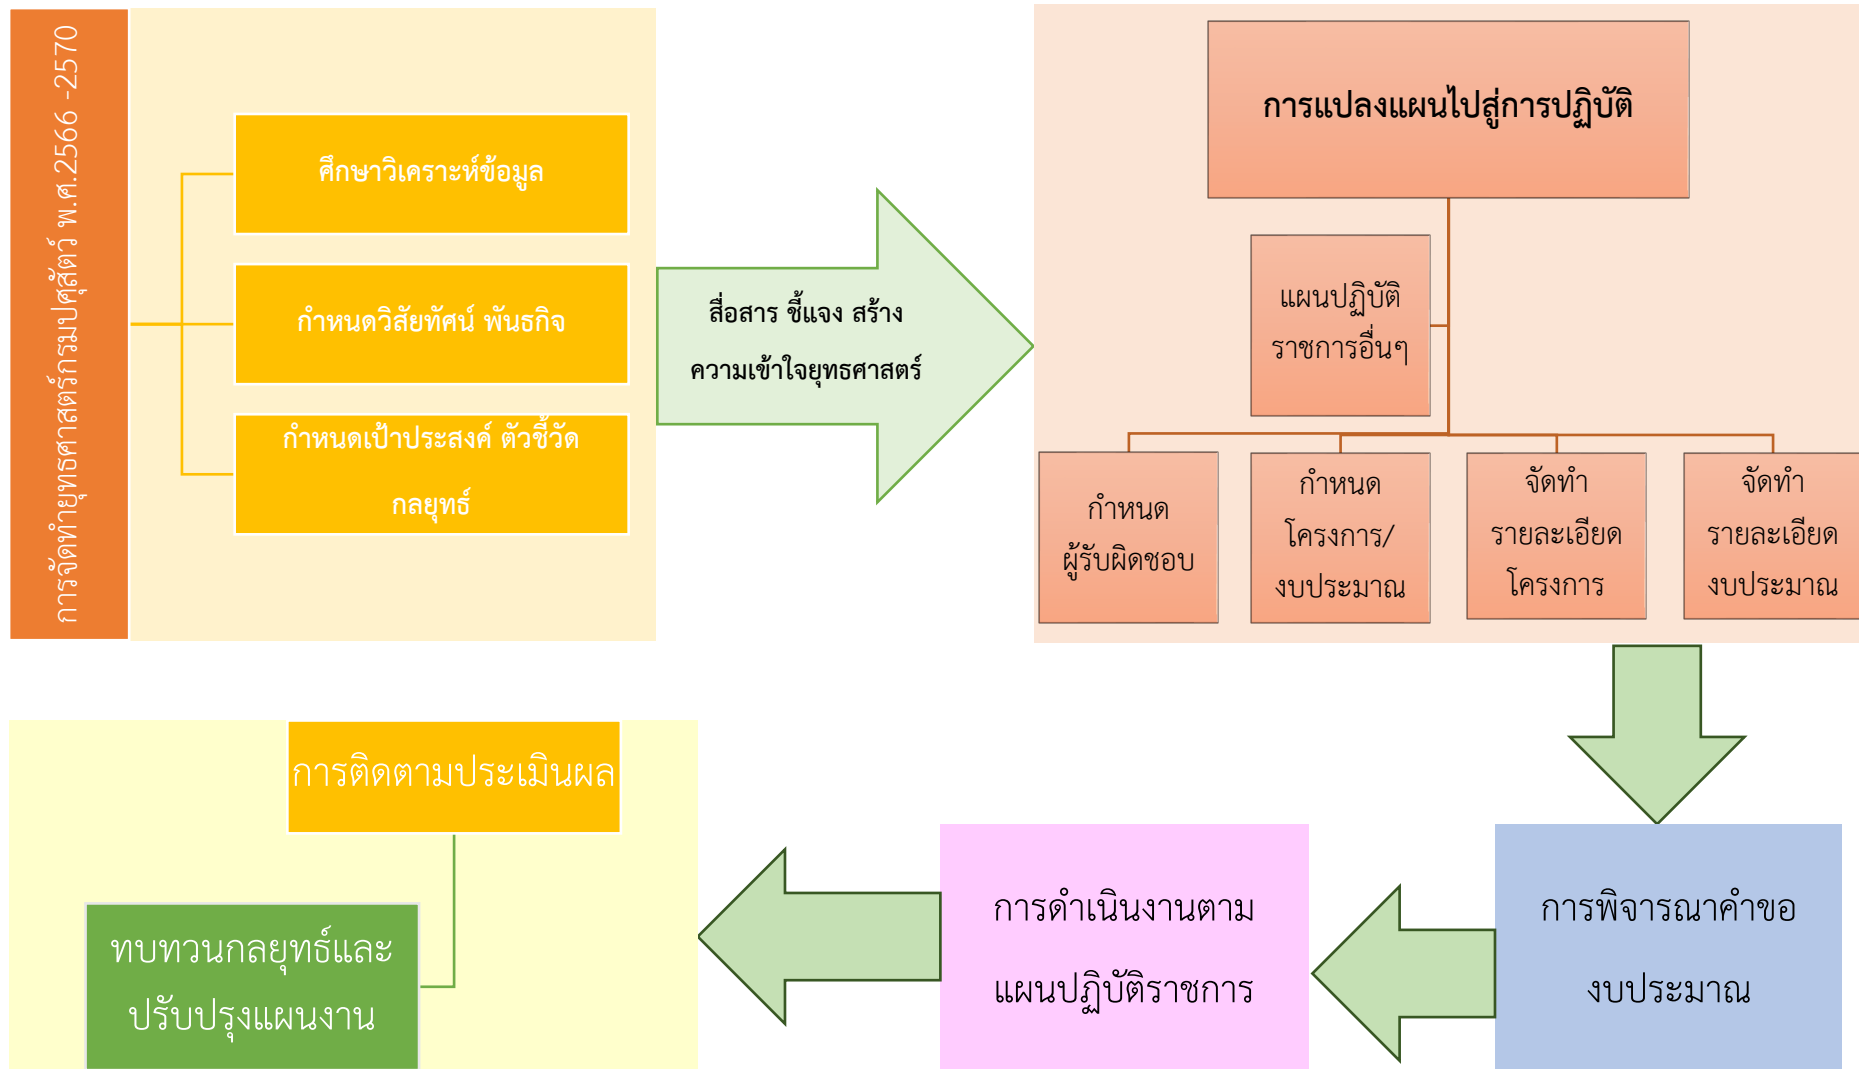 การจัดทำยุทธศาสตร์กรมปศุสัตว์ พ.ศ.2566 -2570
ศึกษาวิเคราะห์ข้อมูล
กำหนดวิสัยทัศน์ พันธกิจ
กำหนดเป้าประสงค์ ตัวชี้วัด
กลยุทธ์
สื่อสาร ชี้แจง สร้าง
ความเข้าใจยุทธศาสตร์
การแปลงแผนไปสู่การปฏิบัติ
แผนปฏิบัติ
ราชการอื่นๆ
กำหนด
ผู้รับผิดชอบ
กำหนด
โครงการ/
งบประมาณ
จัดทำ
รายละเอียด
โครงการ
จัดทำ
รายละเอียด
งบประมาณ
การพิจารณาคำขอ
งบประมาณ
การดำเนินงานตาม
แผนปฏิบัติราชการ
การติดตามประเมินผล
ทบทวนกลยุทธ์และ
ปรับปรุงแผนงาน